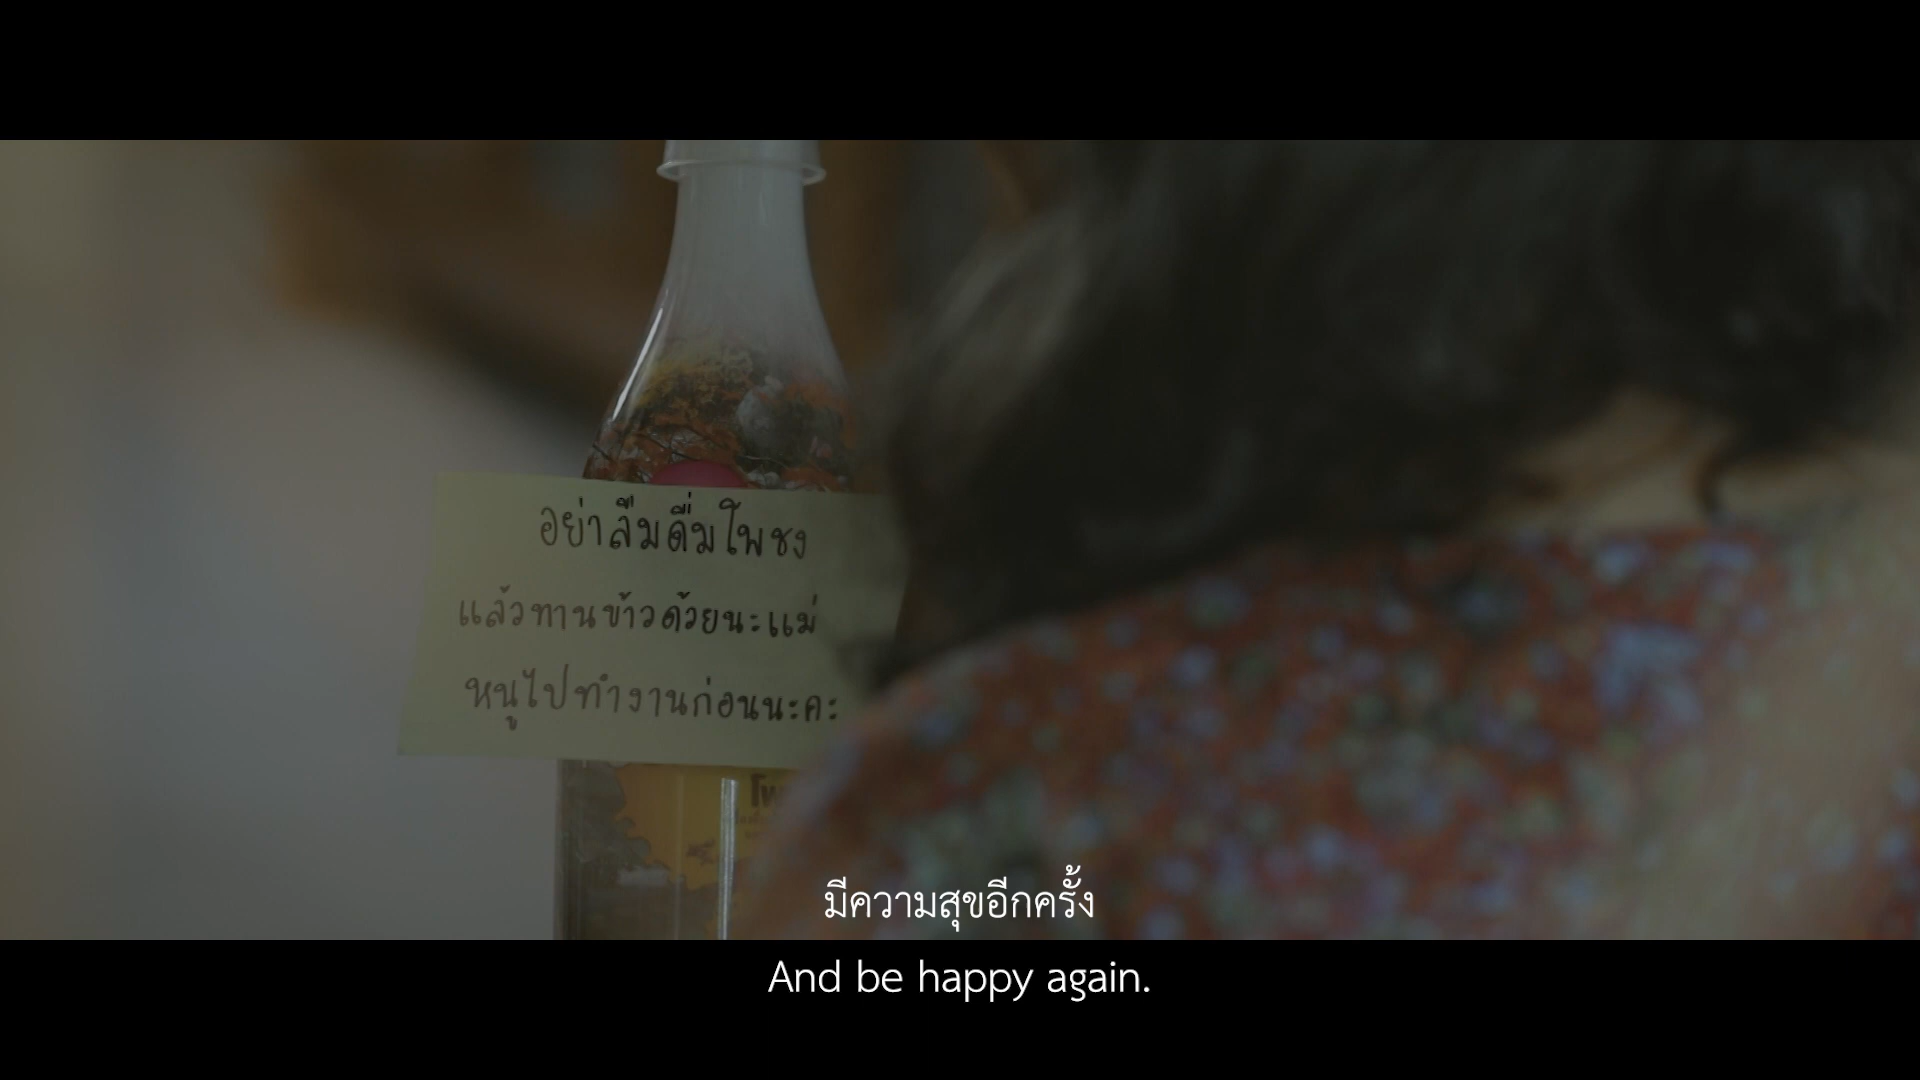 อย่าลืมดื่มโพชง
แล้วทานข้าวด้วยนะแม่
หนูไปทำงานก่อนนะคะ
มีความสุขอีกครั้ง
And be happy again.